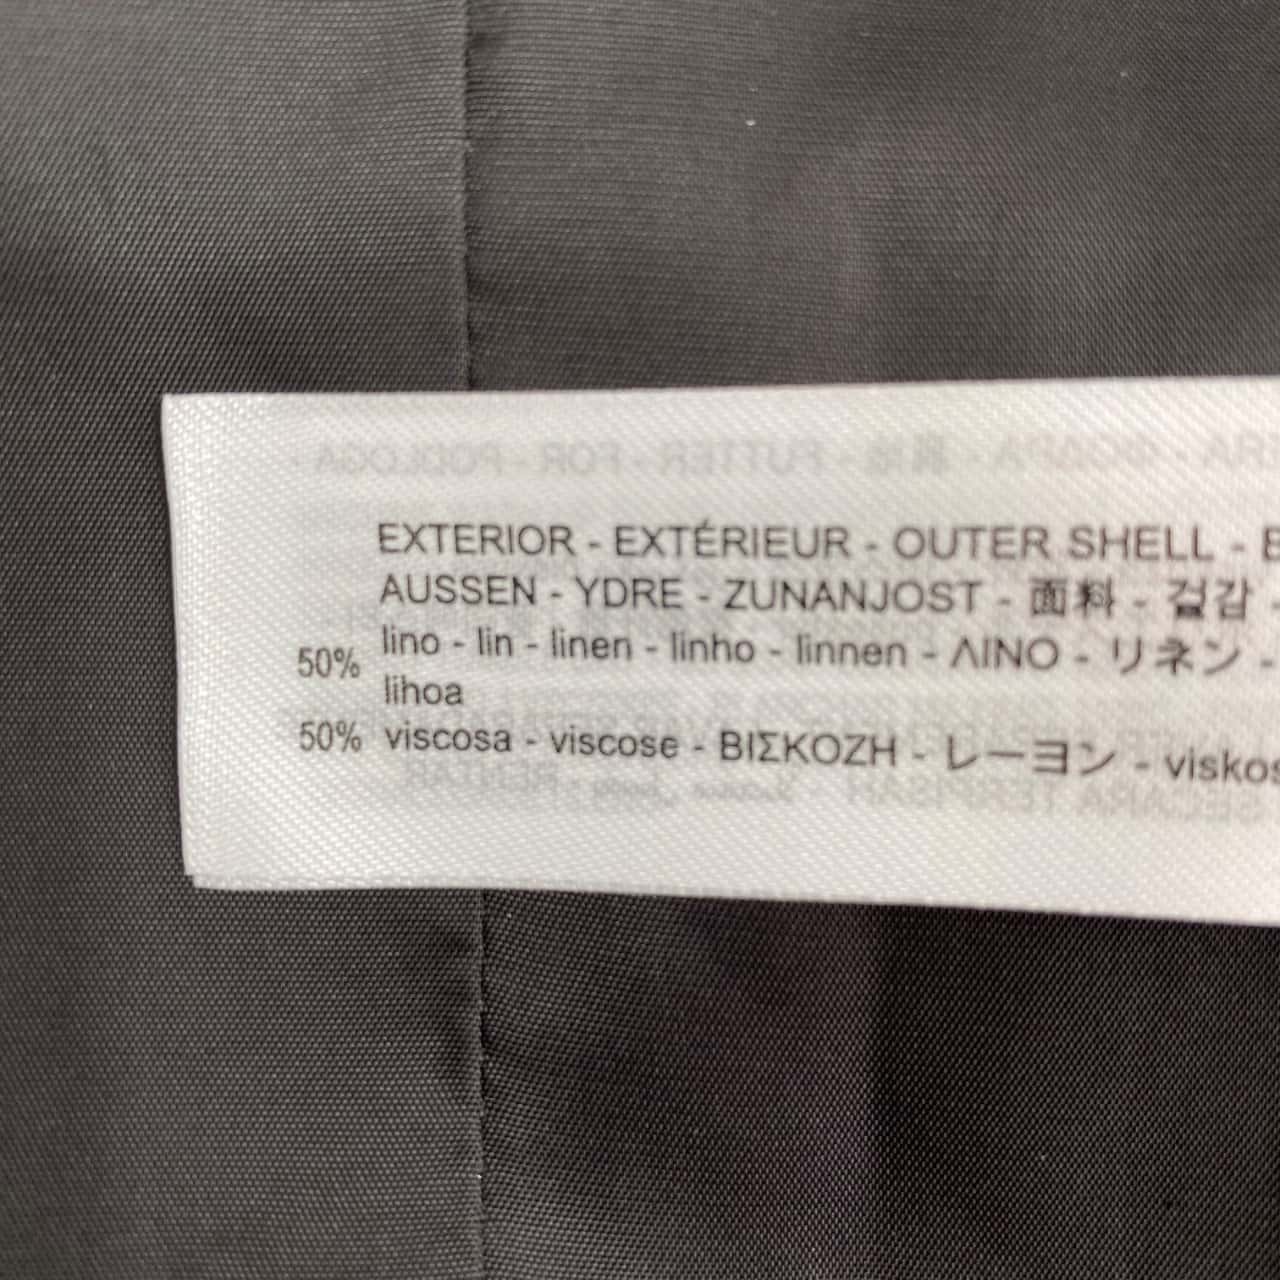 EXTERIOR - EXTÉRIEUR - OUTER SHELL -
AUSSEN - YDRE - ZUNANJOST - 面料 - 겉감 -
50% lino - lin - linen - linho - linnen - ΛΙΝΟ - リネン -
lihoa
50% viscosa - viscose - ΒΙΣΚΟΖΗ - レーヨン -